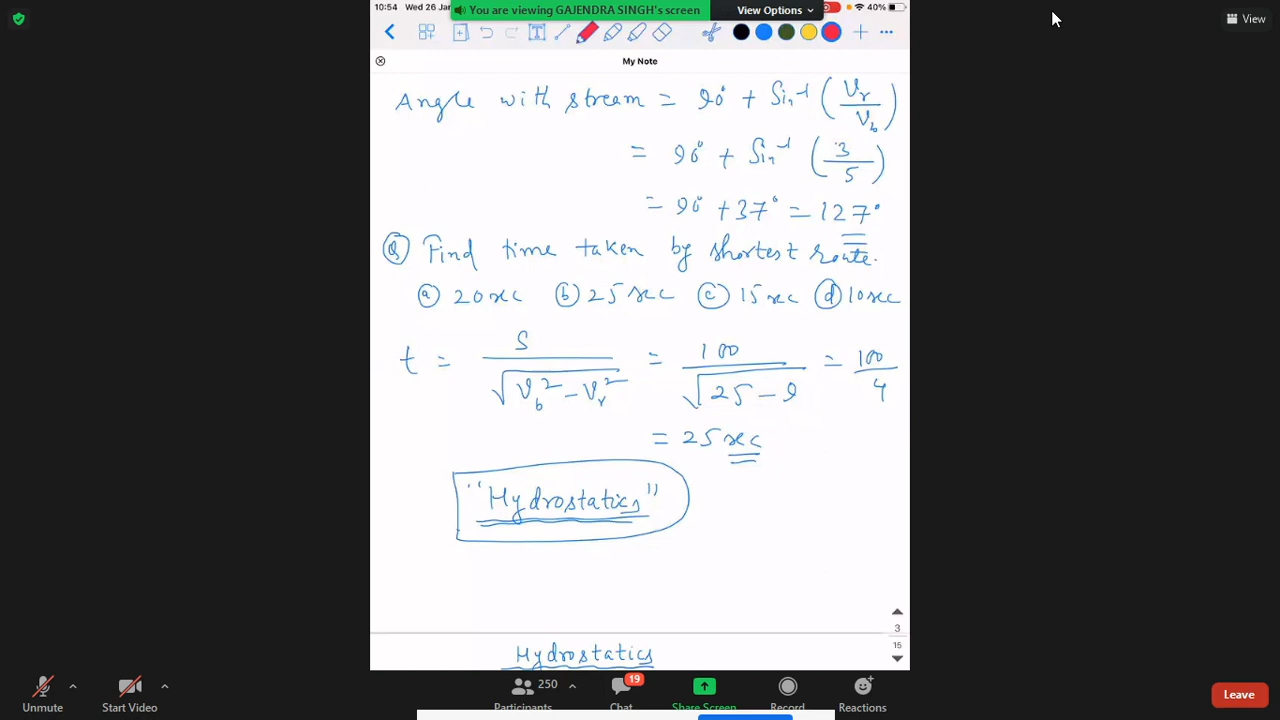 10:54 Wed 26 Jan
You are viewing GAJENDRA SINGH's screen
View Options
40%
View
My Note
Angle with stream = 90° + Sin⁻¹ (Vr/Vb)
= 90° + Sin⁻¹ (3/5)
= 90° + 37° = 127°
Q Find time taken by shortest route.
(a) 20 sec (b) 25 sec (c) 15 sec (d) 10 sec
t = S/√(Vb² − Vr²) = 100/√(25 − 9) = 100/4
= 25 sec
"Hydrostatics"
3
15
Hydrostatics
250
19
Unmute
Start Video
Participants
Chat
Share Screen
Record
Reactions
Leave